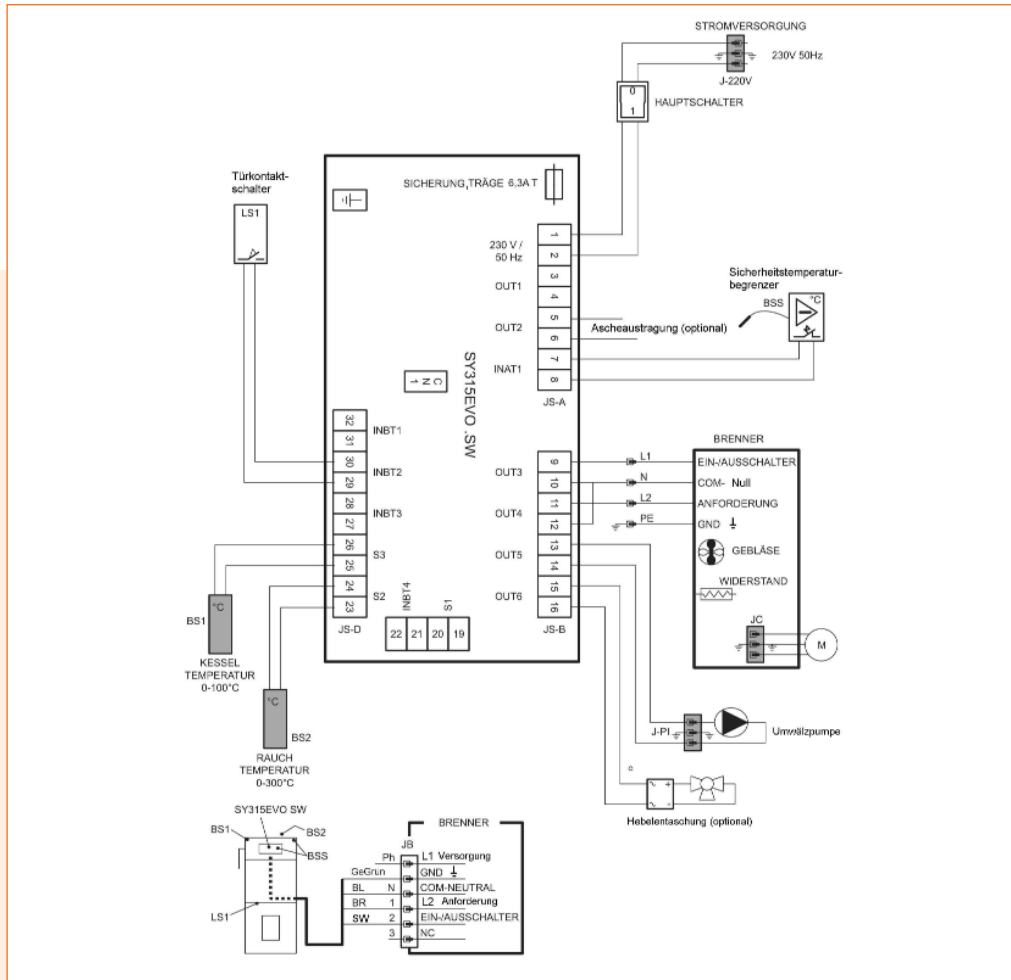 STROMVERSORGUNG
230V 50Hz
J-220V
0
1
HAUPTSCHALTER
Türkontakt-
schalter
LS1
SICHERUNG,TRÄGE 6,3A T
230 V /
50 Hz
OUT1
OUT2
INAT1
1
2
3
4
5
6
7
8
JS-A
Ascheaustragung (optional)
Sicherheitstemperatur-
begrenzer
BSS
°C
CN1
SY315EVO .SW
32
31
30
29
28
27
26
25
24
23
INBT1
INBT2
INBT3
S3
S2
JS-D
INBT4
S1
22 21 20 19
OUT3
OUT4
OUT5
OUT6
9
10
11
12
13
14
15
16
JS-B
L1
N
L2
PE
BRENNER
EIN-/AUSSCHALTER
COM- Null
ANFORDERUNG
GND
GEBLÄSE
WIDERSTAND
JC
M
°C
BS1
KESSEL
TEMPERATUR
0-100°C
°C
BS2
RAUCH
TEMPERATUR
0-300°C
J-PI
Umwälzpumpe
+
-
Hebelentaschung (optional)
SY315EVO SW
BS1
BS2
BSS
LS1
BRENNER
JB
Ph L1 Versorgung
GeGrün GND
BL N COM-NEUTRAL
BR 1 L2 Anforderung
SW 2 EIN-/AUSSCHALTER
3 NC